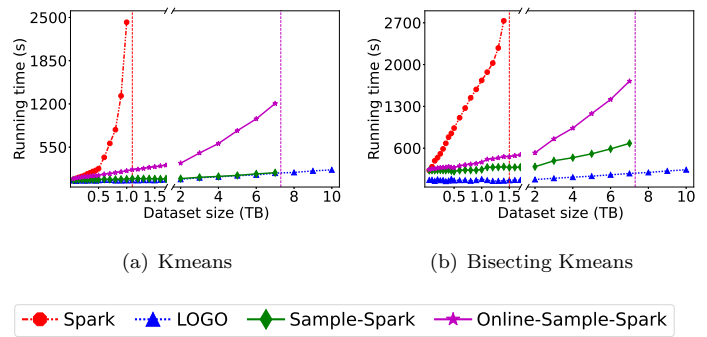 2500
1850
1200
550
Running time (s)
0.5 1.0 1.5 2 4 6 8 10
Dataset size (TB)
(a) Kmeans
2700
2000
1300
600
Running time (s)
0.5 1.0 1.5 2 4 6 8 10
Dataset size (TB)
(b) Bisecting Kmeans
Spark LOGO Sample-Spark Online-Sample-Spark